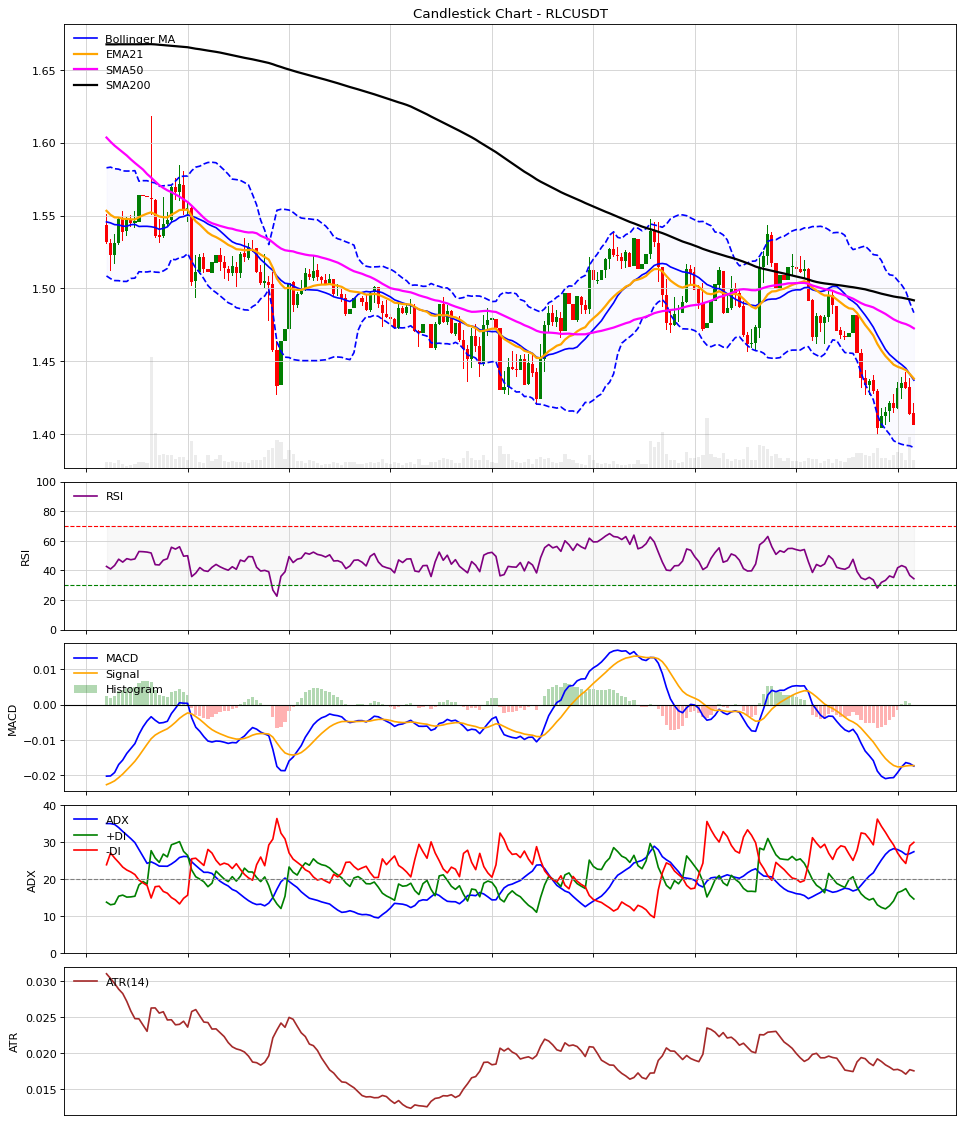 Candlestick Chart - RLCUSDT
Bollinger MA
EMA21
SMA50
SMA200
1.65
1.60
1.55
1.50
1.45
1.40
RSI
RSI
100
80
60
40
20
0
MACD
MACD
Signal
Histogram
0.01
0.00
−0.01
−0.02
ADX
ADX
+DI
-DI
40
30
20
10
0
ATR
ATR(14)
0.030
0.025
0.020
0.015